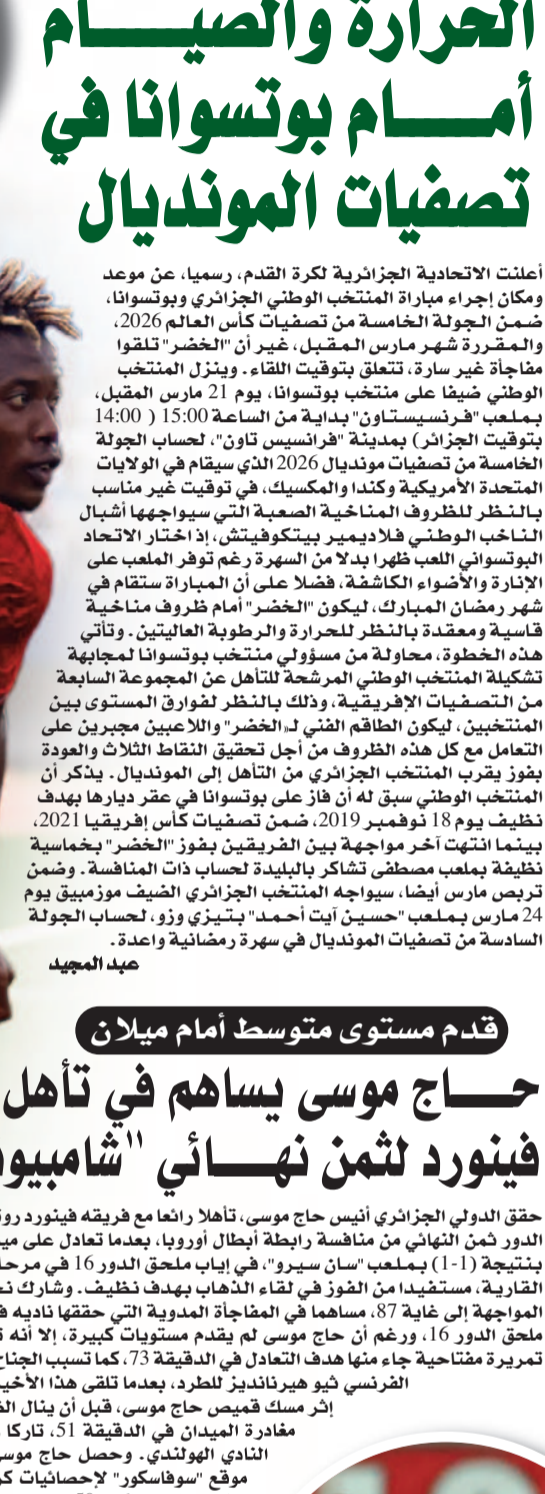 الحرارة والصيام
أمام بوتسوانا في
تصفيات المونديال
أعلنت الاتحادية الجزائرية لكرة القدم، رسميا، عن موعد
ومكان إجراء مباراة المنتخب الوطني الجزائري وبوتسوانا،
ضمن الجولة الخامسة من تصفيات كأس العالم 2026،
والمقررة شهر مارس المقبل، غير أن "الخضر" تلقوا
مفاجأة غير سارة، تتعلق بتوقيت اللقاء. وينزل المنتخب
الوطني ضيفا على منتخب بوتسوانا، يوم 21 مارس المقبل،
بملعب "فرنسيستاون" بداية من الساعة 15:00 ( 14:00
بتوقيت الجزائر) بمدينة "فرانسيس تاون"، لحساب الجولة
الخامسة من تصفيات مونديال 2026 الذي سيقام في الولايات
المتحدة الأمريكية وكندا والمكسيك، في توقيت غير مناسب
بالنظر للظروف المناخية الصعبة التي سيواجهها أشبال
الناخب الوطني فلاديمير بيتكوفيتش، إذ اختار الاتحاد
البوتسواني اللعب ظهرا بدلا من السهرة رغم توفر الملعب على
الإنارة والأضواء الكاشفة، فضلا على أن المباراة ستقام في
شهر رمضان المبارك، ليكون "الخضر" أمام ظروف مناخية
قاسية ومعقدة بالنظر للحرارة والرطوبة العاليتين. وتأتي
هذه الخطوة، محاولة من مسؤولي منتخب بوتسوانا لمجابهة
تشكيلة المنتخب الوطني المرشحة للتأهل عن المجموعة السابعة
من التصفيات الإفريقية، وذلك بالنظر لفوارق المستوى بين
المنتخبين، ليكون الطاقم الفني لـ«الخضر" واللاعبين مجبرين على
التعامل مع كل هذه الظروف من أجل تحقيق النقاط الثلاث والعودة
بفوز يقرب المنتخب الجزائري من التأهل إلى المونديال. يذكر أن
المنتخب الوطني سبق له أن فاز على بوتسوانا في عقر ديارها بهدف
نظيف يوم 18 نوفمبر 2019، ضمن تصفيات كأس إفريقيا 2021،
بينما انتهت آخر مواجهة بين الفريقين بفوز "الخضر" بخماسية
نظيفة بملعب مصطفى تشاكر بالبليدة لحساب ذات المنافسة. وضمن
تربص مارس أيضا، سيواجه المنتخب الجزائري الضيف موزمبيق يوم
24 مارس بملعب "حسين آيت أحمد" بتيزي وزو، لحساب الجولة
السادسة من تصفيات المونديال في سهرة رمضانية واعدة.
عبد المجيد
قدم مستوى متوسط أمام ميلان
حاج موسى يساهم في تأهل
فينورد لثمن نهائي "شامبيو
حقق الدولي الجزائري أنيس حاج موسى، تأهلا رائعا مع فريقه فينورد
الدور ثمن النهائي من منافسة رابطة أبطال أوروبا، بعدما تعادل على
بنتيجة (1-1) بملعب "سان سيرو"، في إياب ملحق الدور 16 في
القارية، مستفيدا من الفوز في لقاء الذهاب بهدف نظيف. وشارك
المواجهة إلى غاية 87، مساهما في المفاجأة المدوية التي حققها ناديه
ملحق الدور 16، ورغم أن حاج موسى لم يقدم مستويات كبيرة، إلا أنه
تمريرة مفتاحية جاء منها هدف التعادل في الدقيقة 73، كما تسبب الجناح
الفرنسي ثيو هيرنانديز للطرد، بعدما تلقى هذا
إثر مسك قميص حاج موسى، قبل أن ينال
مغادرة الميدان في الدقيقة 51، تاركا
النادي الهولندي. وحصل حاج موسى
موقع "سوفاسكور" لإحصائيات